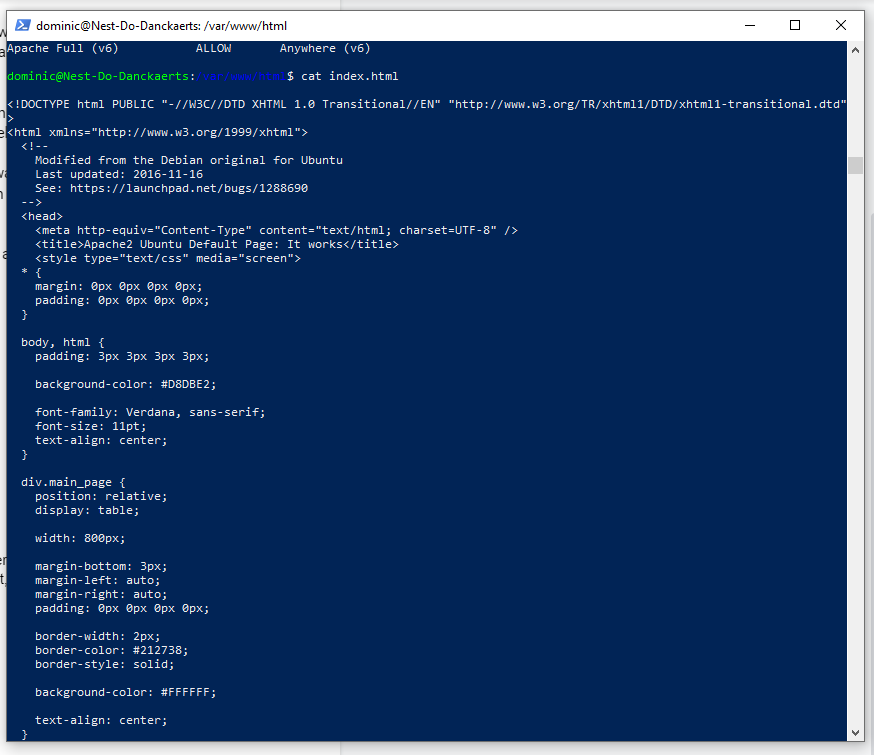 dominic@Nest-Do-Danckaerts: /var/www/html
Apache Full (v6)           ALLOW       Anywhere (v6)
dominic@Nest-Do-Danckaerts:/var/www/html$ cat index.html
<!DOCTYPE html PUBLIC "-//W3C//DTD XHTML 1.0 Transitional//EN" "http://www.w3.org/TR/xhtml1/DTD/xhtml1-transitional.dtd"
>
<html xmlns="http://www.w3.org/1999/xhtml">
  <!--
    Modified from the Debian original for Ubuntu
    Last updated: 2016-11-16
    See: https://launchpad.net/bugs/1288690
  -->
  <head>
    <meta http-equiv="Content-Type" content="text/html; charset=UTF-8" />
    <title>Apache2 Ubuntu Default Page: It works</title>
    <style type="text/css" media="screen">
  * {
    margin: 0px 0px 0px 0px;
    padding: 0px 0px 0px 0px;
  }
  body, html {
    padding: 3px 3px 3px 3px;
    background-color: #D8DBE2;
    font-family: Verdana, sans-serif;
    font-size: 11pt;
    text-align: center;
  }
  div.main_page {
    position: relative;
    display: table;
    width: 800px;
    margin-bottom: 3px;
    margin-left: auto;
    margin-right: auto;
    padding: 0px 0px 0px 0px;
    border-width: 2px;
    border-color: #212738;
    border-style: solid;
    background-color: #FFFFFF;
    text-align: center;
  }